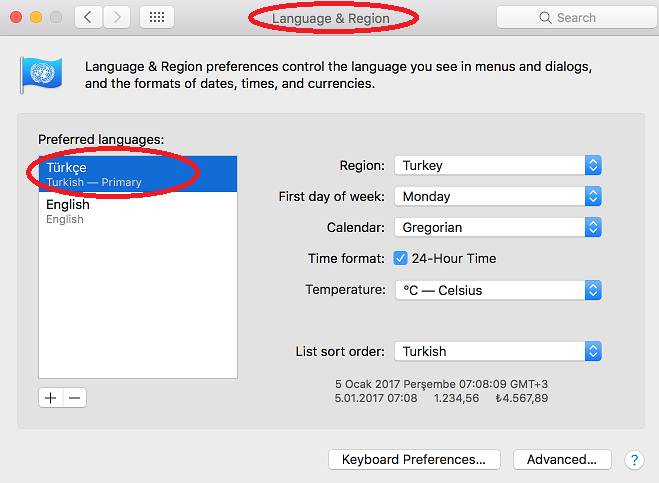 Language & Region
Search
Language & Region preferences control the language you see in menus and dialogs,
and the formats of dates, times, and currencies.
Preferred languages:
Türkçe
Turkish — Primary
English
English
Region: Turkey
First day of week: Monday
Calendar: Gregorian
Time format: 24-Hour Time
Temperature: °C — Celsius
List sort order: Turkish
5 Ocak 2017 Perşembe 07:08:09 GMT+3
5.01.2017 07:08 1.234,56 ₺4.567,89
+ −
Keyboard Preferences... Advanced... ?